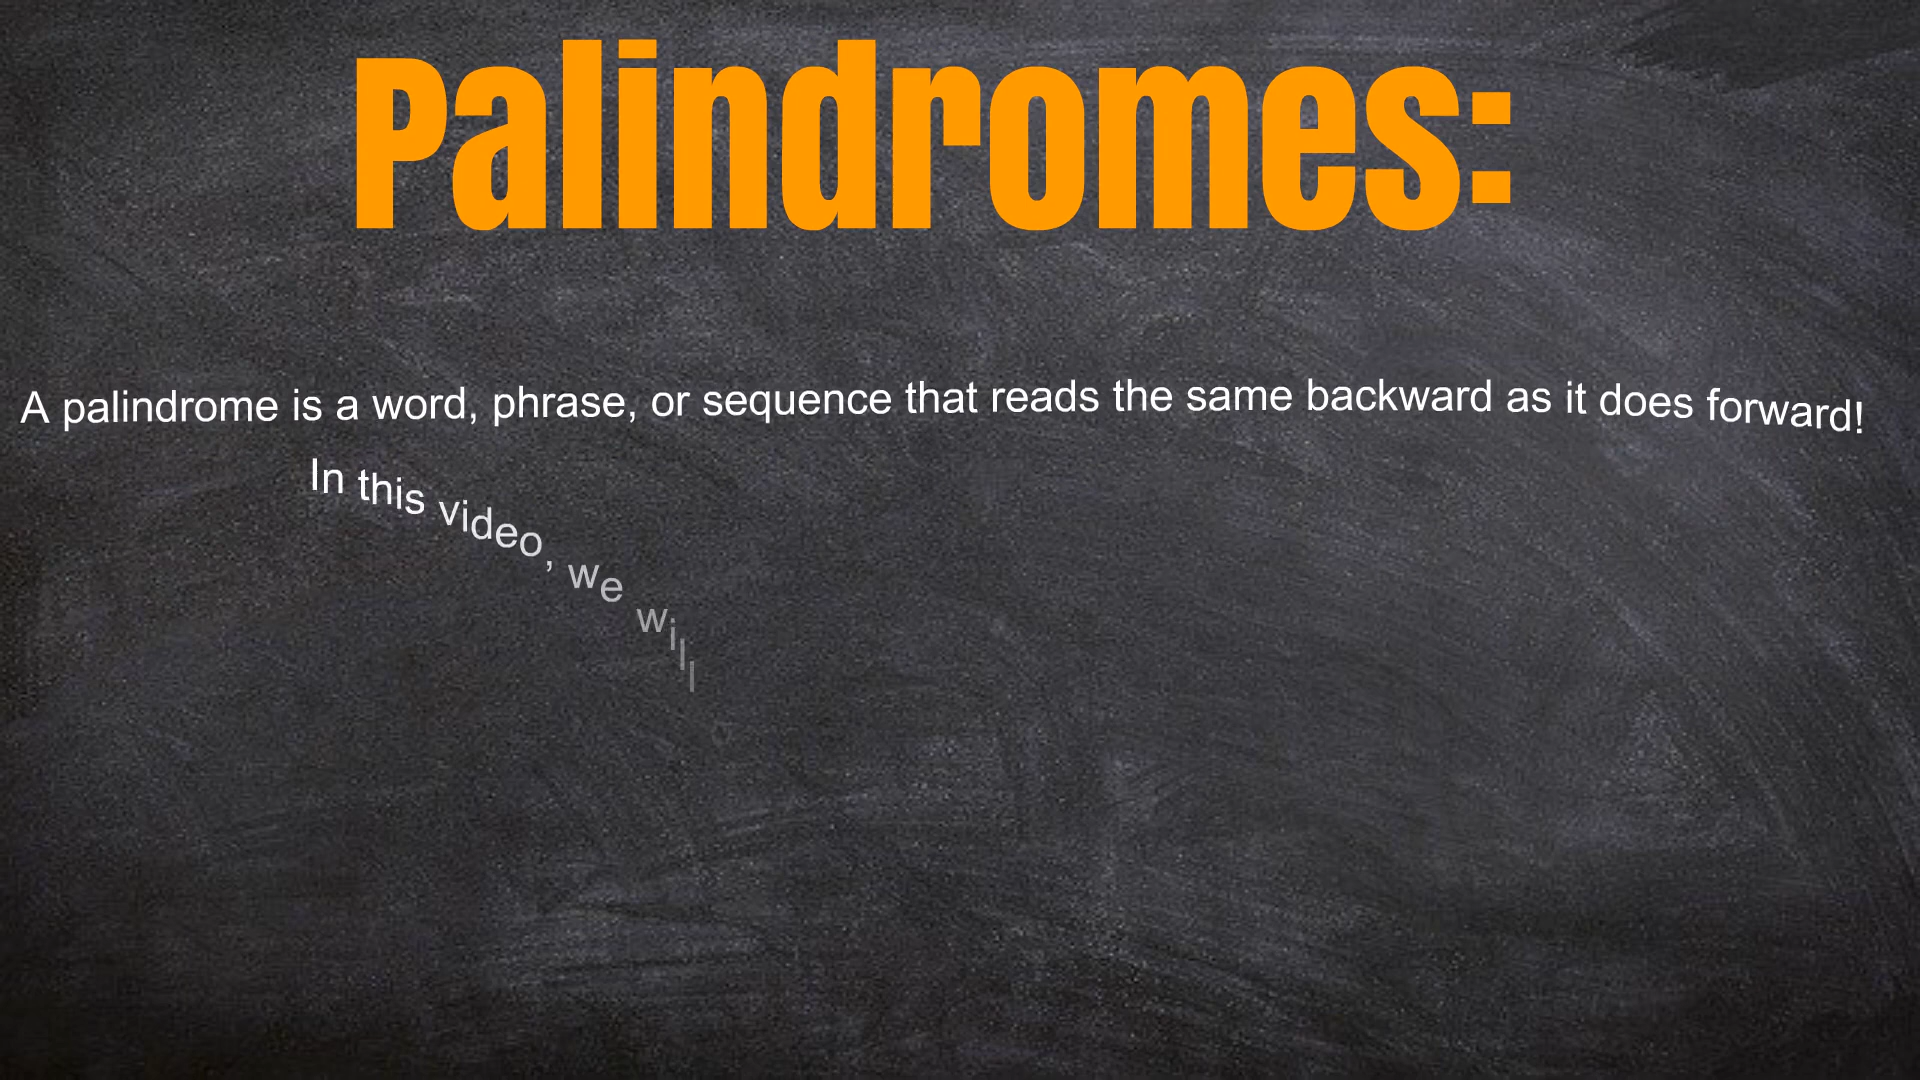 Palindromes:
A palindrome is a word, phrase, or sequence that reads the same backward as it does forward!
In this video, we will